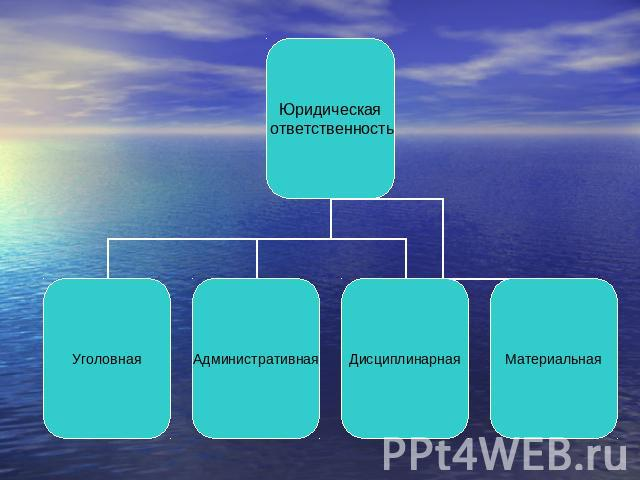 Юридическая
ответственность
Уголовная
Административная
Дисциплинарная
Материальная
PPt4WEB.ru